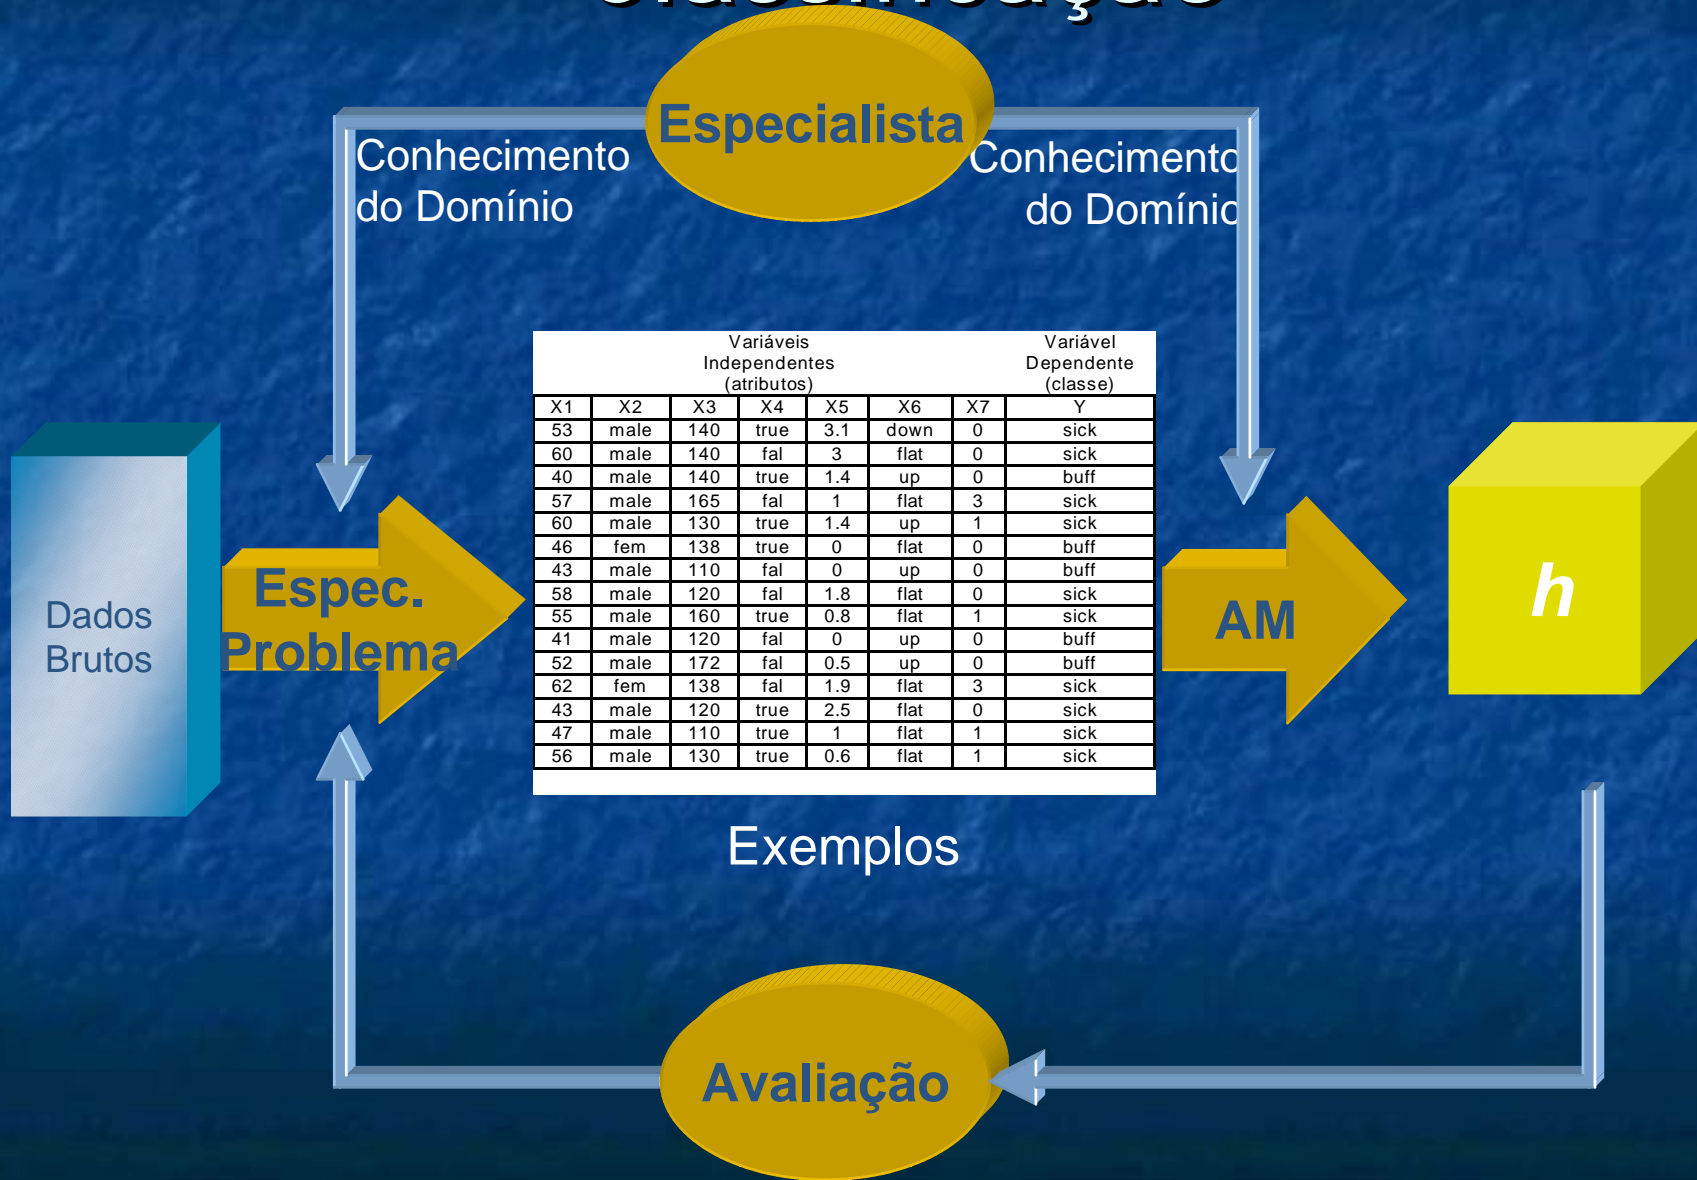 Classificação
Especialista
Conhecimento
do Domínio
Conhecimento
do Domínio
Variáveis
Independentes
(atributos)
Variável
Dependente
(classe)
X1 X2 X3 X4 X5 X6 X7 Y
53 male 140 true 3.1 down 0 sick
60 male 140 fal 3 flat 0 sick
40 male 140 true 1.4 up 0 buff
57 male 165 fal 1 flat 3 sick
60 male 130 true 1.4 up 1 sick
46 fem 138 true 0 flat 0 buff
43 male 110 fal 0 up 0 buff
58 male 120 fal 1.8 flat 0 sick
55 male 160 true 0.8 flat 1 sick
41 male 120 fal 0 up 0 buff
52 male 172 fal 0.5 up 0 buff
62 fem 138 fal 1.9 flat 3 sick
43 male 120 true 2.5 flat 0 sick
47 male 110 true 1 flat 1 sick
56 male 130 true 0.6 flat 1 sick
Dados
Brutos
Espec.
Problema
AM
h
Exemplos
Avaliação